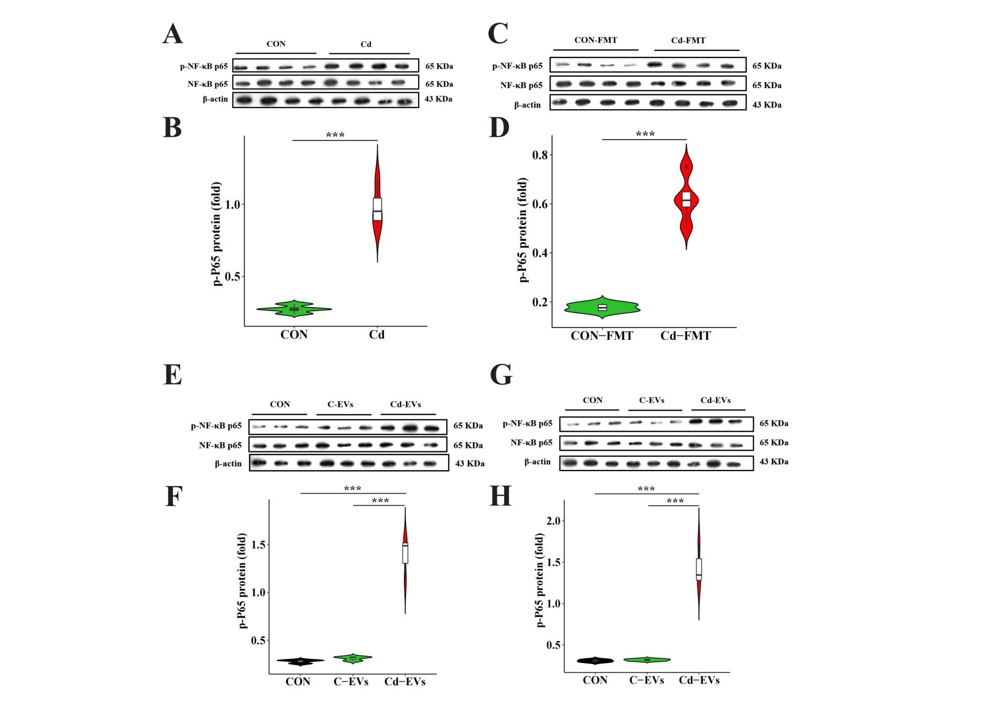 A
CON Cd
p-NF-κB p65 65 KDa
NF-κB p65 65 KDa
β-actin 43 KDa
B
***
p-P65 protein (fold)
1.0
0.5
CON Cd
C
CON-FMT Cd-FMT
p-NF-κB p65 65 KDa
NF-κB p65 65 KDa
β-actin 43 KDa
D
***
p-P65 protein (fold)
0.8
0.6
0.4
0.2
CON−FMT Cd−FMT
E
CON C-EVs Cd-EVs
p-NF-κB p65 65 KDa
NF-κB p65 65 KDa
β-actin 43 KDa
F
***
***
p-P65 protein (fold)
1.5
1.0
0.5
CON C−EVs Cd−EVs
G
CON C-EVs Cd-EVs
p-NF-κB p65 65 KDa
NF-κB p65 65 KDa
β-actin 43 KDa
H
***
***
p-P65 protein (fold)
2.0
1.5
1.0
0.5
CON C−EVs Cd−EVs